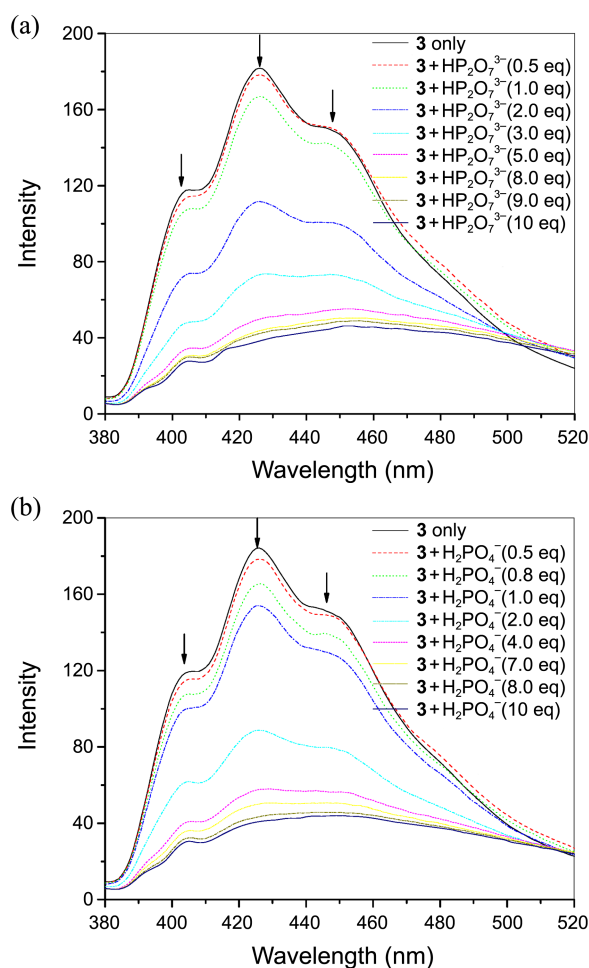 (a)
200
160
120
80
40
0
Intensity
3 only
3 + HP₂O₇³⁻ (0.5 eq)
3 + HP₂O₇³⁻ (1.0 eq)
3 + HP₂O₇³⁻ (2.0 eq)
3 + HP₂O₇³⁻ (3.0 eq)
3 + HP₂O₇³⁻ (5.0 eq)
3 + HP₂O₇³⁻ (8.0 eq)
3 + HP₂O₇³⁻ (9.0 eq)
3 + HP₂O₇³⁻ (10 eq)
380 400 420 440 460 480 500 520
Wavelength (nm)
(b)
200
160
120
80
40
0
Intensity
3 only
3 + H₂PO₄⁻ (0.5 eq)
3 + H₂PO₄⁻ (0.8 eq)
3 + H₂PO₄⁻ (1.0 eq)
3 + H₂PO₄⁻ (2.0 eq)
3 + H₂PO₄⁻ (4.0 eq)
3 + H₂PO₄⁻ (7.0 eq)
3 + H₂PO₄⁻ (8.0 eq)
3 + H₂PO₄⁻ (10 eq)
380 400 420 440 460 480 500 520
Wavelength (nm)